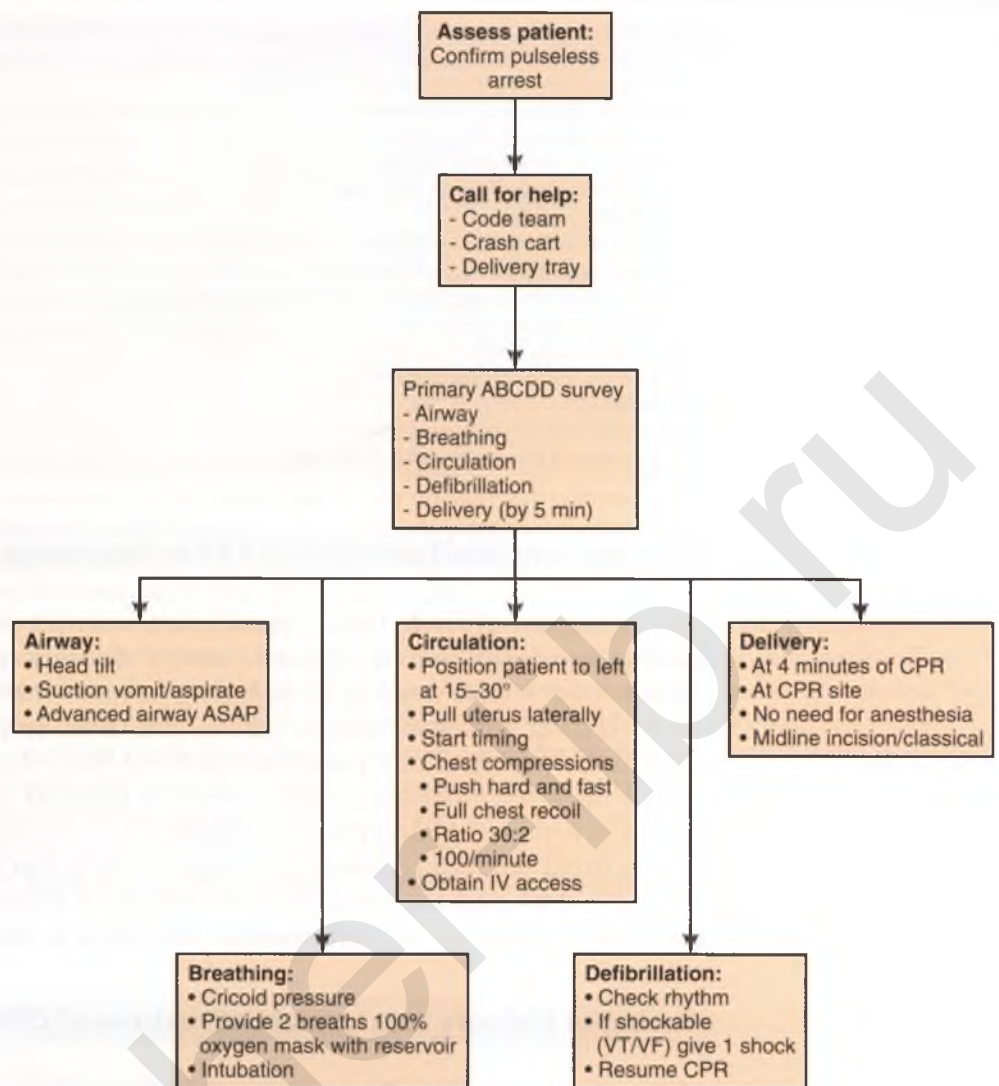 Assess patient:
Confirm pulseless
arrest
Call for help:
- Code team
- Crash cart
- Delivery tray
Primary ABCDD survey
- Airway
- Breathing
- Circulation
- Defibrillation
- Delivery (by 5 min)
Airway:
• Head tilt
• Suction vomit/aspirate
• Advanced airway ASAP
Circulation:
• Position patient to left
at 15–30°
• Pull uterus laterally
• Start timing
• Chest compressions
• Push hard and fast
• Full chest recoil
• Ratio 30:2
• 100/minute
• Obtain IV access
Delivery:
• At 4 minutes of CPR
• At CPR site
• No need for anesthesia
• Midline incision/classical
Breathing:
• Cricoid pressure
• Provide 2 breaths 100%
oxygen mask with reservoir
• Intubation
Defibrillation:
• Check rhythm
• If shockable
(VT/VF) give 1 shock
• Resume CPR